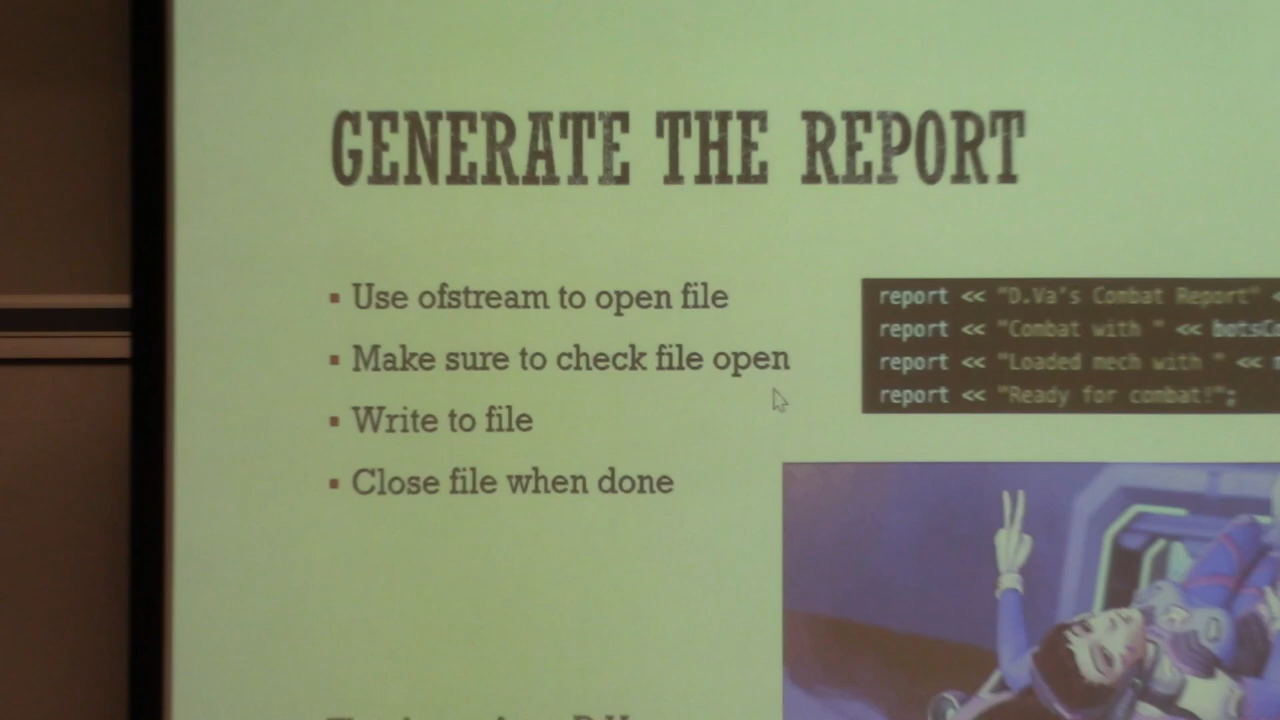 GENERATE THE REPORT
Use ofstream to open file
Make sure to check file open
Write to file
Close file when done
report << "D.Va's Combat Report"
report << "Combat with " <<
report << "Loaded mech with " <<
report << "Ready for combat!";